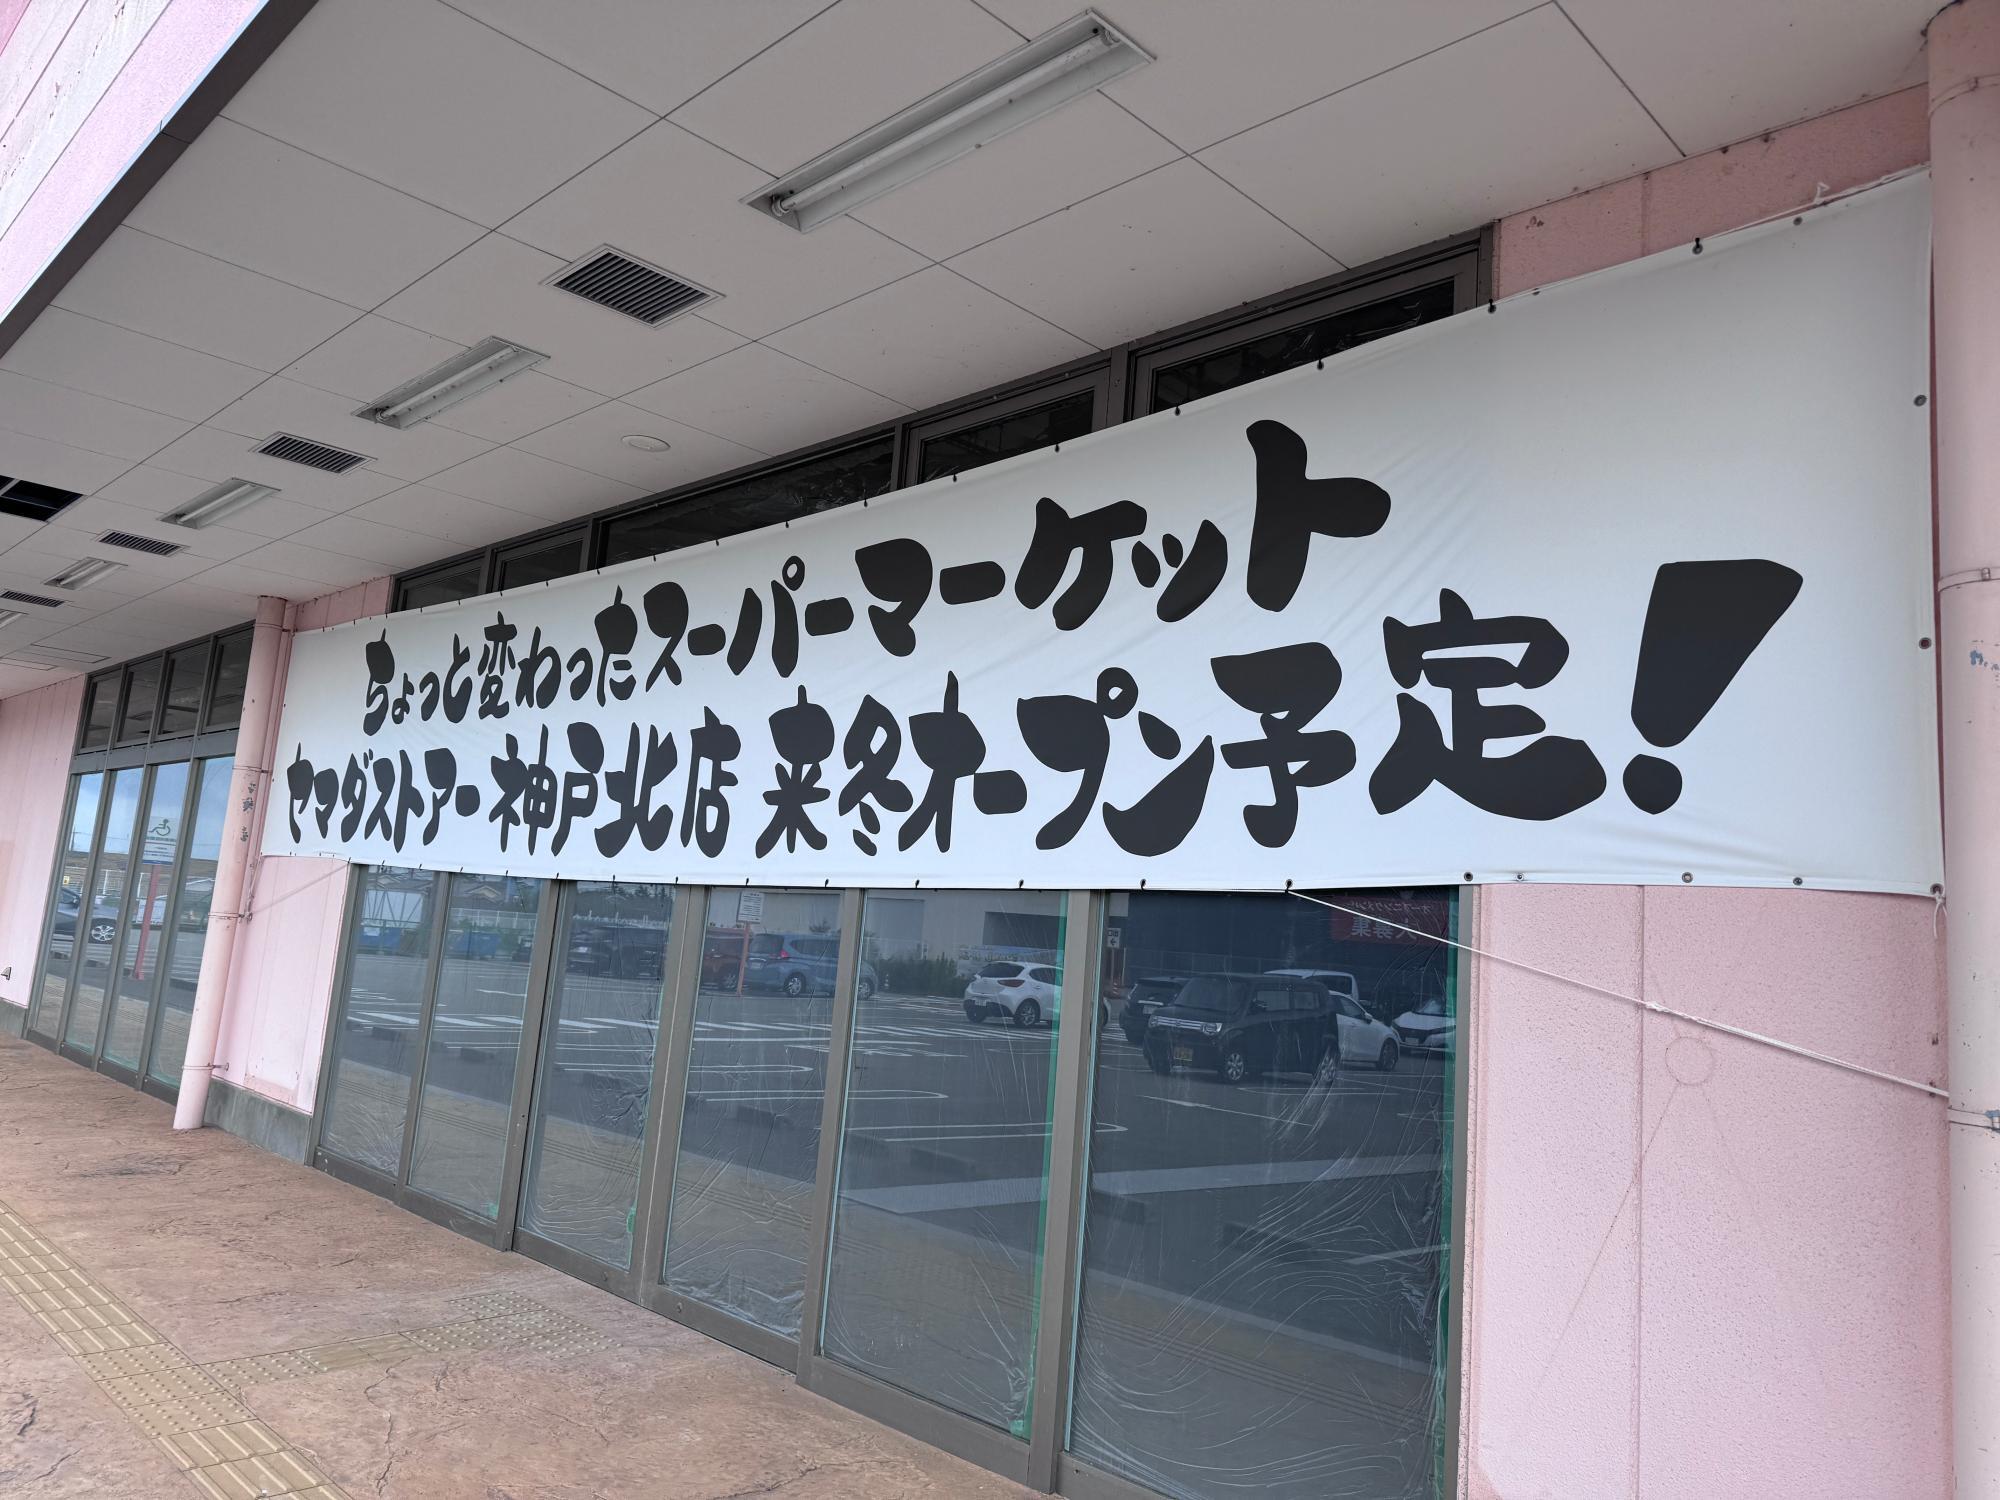 ちょっと変わったスーパーマーケット
ヤマダストアー 神戸北店 来冬オープン予定!